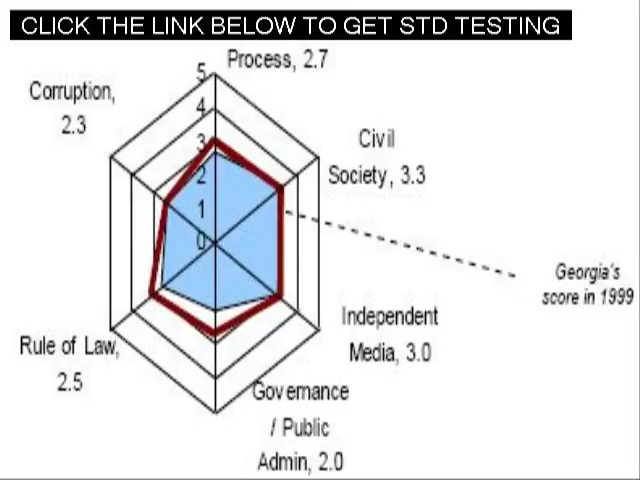 CLICK THE LINK BELOW TO GET STD TESTING
Process, 2.7
5
Corruption,
2.3
4
Civil
Society, 3.3
3
2
1
0
Georgia's
score in 1999
Independent
Media, 3.0
Rule of Law,
2.5
Governance
/ Public
Admin, 2.0